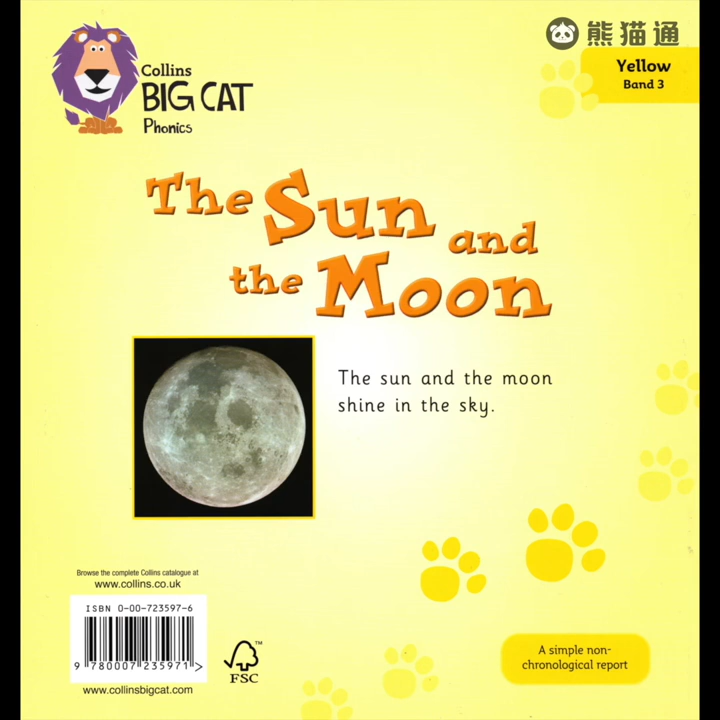 熊猫通
Collins
BIG CAT
Phonics
Yellow
Band 3
The Sun and
the Moon
The sun and the moon
shine in the sky.
Browse the complete Collins catalogue at
www.collins.co.uk
ISBN 0-00-723597-6
9 780007 235971 >
www.collinsbigcat.com
FSC
™
A simple non-
chronological report